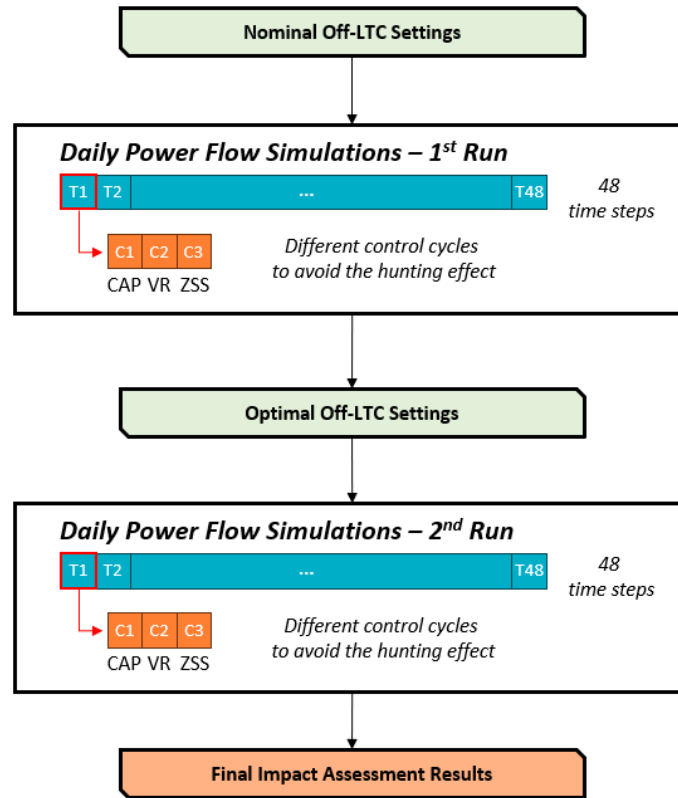 Nominal Off-LTC Settings
Daily Power Flow Simulations – 1st Run
T1 T2 ... T48
48
time steps
C1 C2 C3
CAP VR ZSS
Different control cycles
to avoid the hunting effect
Optimal Off-LTC Settings
Daily Power Flow Simulations – 2nd Run
T1 T2 ... T48
48
time steps
C1 C2 C3
CAP VR ZSS
Different control cycles
to avoid the hunting effect
Final Impact Assessment Results